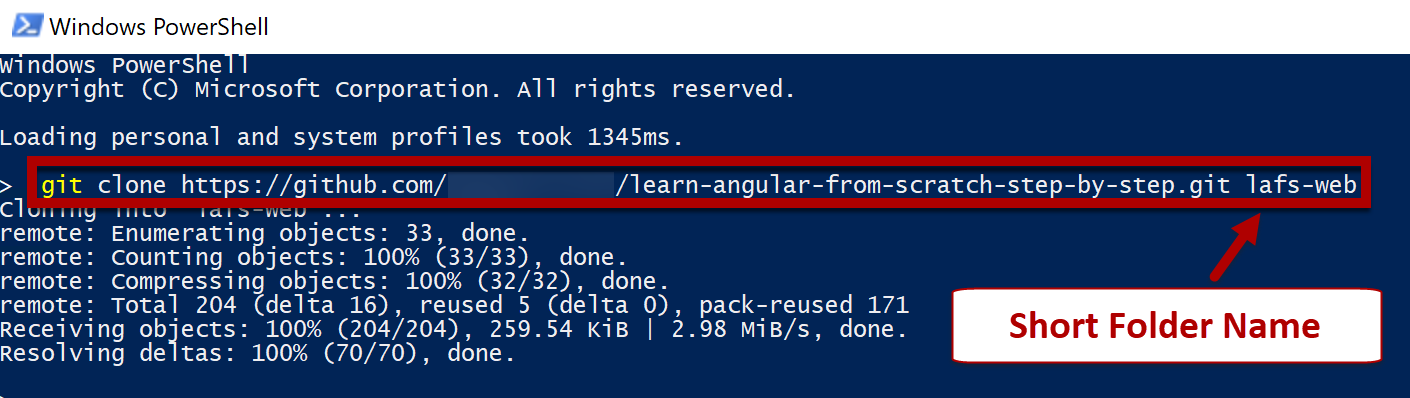 Windows PowerShell
Windows PowerShell
Copyright (C) Microsoft Corporation. All rights reserved.
Loading personal and system profiles took 1345ms.
> git clone https://github.com/ /learn-angular-from-scratch-step-by-step.git lafs-web
Cloning into 'lafs-web'...
remote: Enumerating objects: 33, done.
remote: Counting objects: 100% (33/33), done.
remote: Compressing objects: 100% (32/32), done.
remote: Total 204 (delta 16), reused 5 (delta 0), pack-reused 171
Receiving objects: 100% (204/204), 259.54 KiB | 2.98 MiB/s, done.
Resolving deltas: 100% (70/70), done.
Short Folder Name